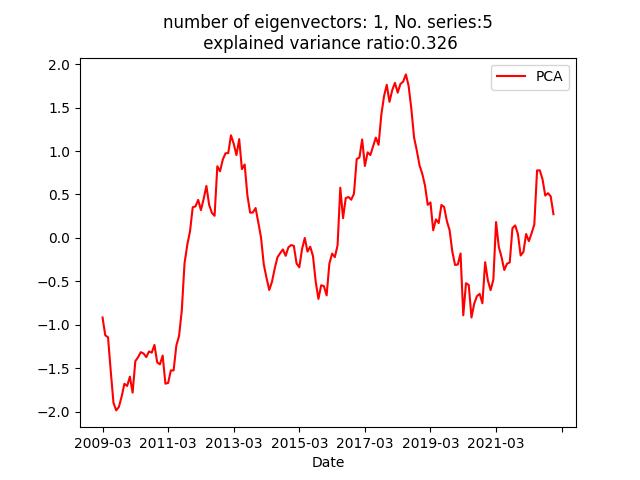 number of eigenvectors: 1, No. series:5
explained variance ratio:0.326
PCA
2.0
1.5
1.0
0.5
0.0
−0.5
−1.0
−1.5
−2.0
2009-03 2011-03 2013-03 2015-03 2017-03 2019-03 2021-03
Date